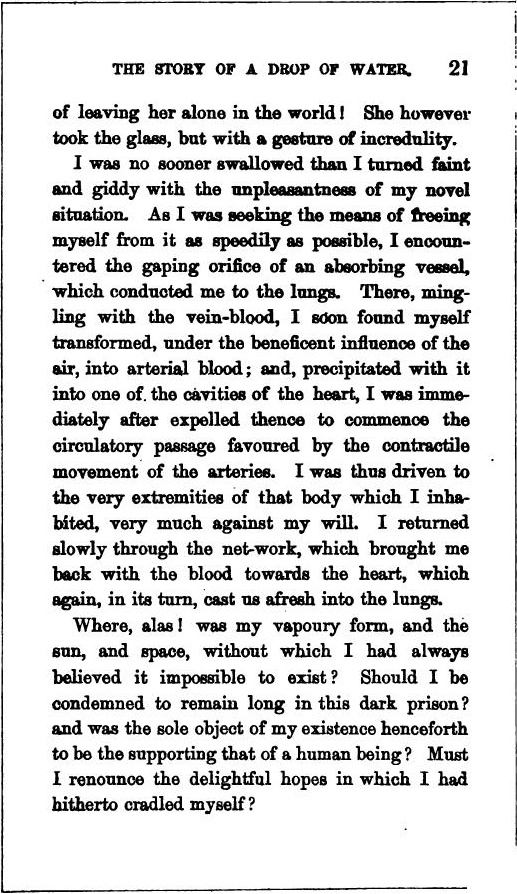 THE STORY OF A DROP OF WATER. 21
of leaving her alone in the world! She however
took the glass, but with a gesture of incredulity.
I was no sooner swallowed than I turned faint
and giddy with the unpleasantness of my novel
situation. As I was seeking the means of freeing
myself from it as speedily as possible, I encoun-
tered the gaping orifice of an absorbing vessel,
which conducted me to the lungs. There, ming-
ling with the vein-blood, I soon found myself
transformed, under the beneficent influence of the
air, into arterial blood; and, precipitated with it
into one of the cavities of the heart, I was imme-
diately after expelled thence to commence the
circulatory passage favoured by the contractile
movement of the arteries. I was thus driven to
the very extremities of that body which I inha-
bited, very much against my will. I returned
slowly through the net-work, which brought me
back with the blood towards the heart, which
again, in its turn, cast us afresh into the lungs.
Where, alas! was my vapoury form, and the
sun, and space, without which I had always
believed it impossible to exist? Should I be
condemned to remain long in this dark prison?
and was the sole object of my existence henceforth
to be the supporting that of a human being? Must
I renounce the delightful hopes in which I had
hitherto cradled myself?